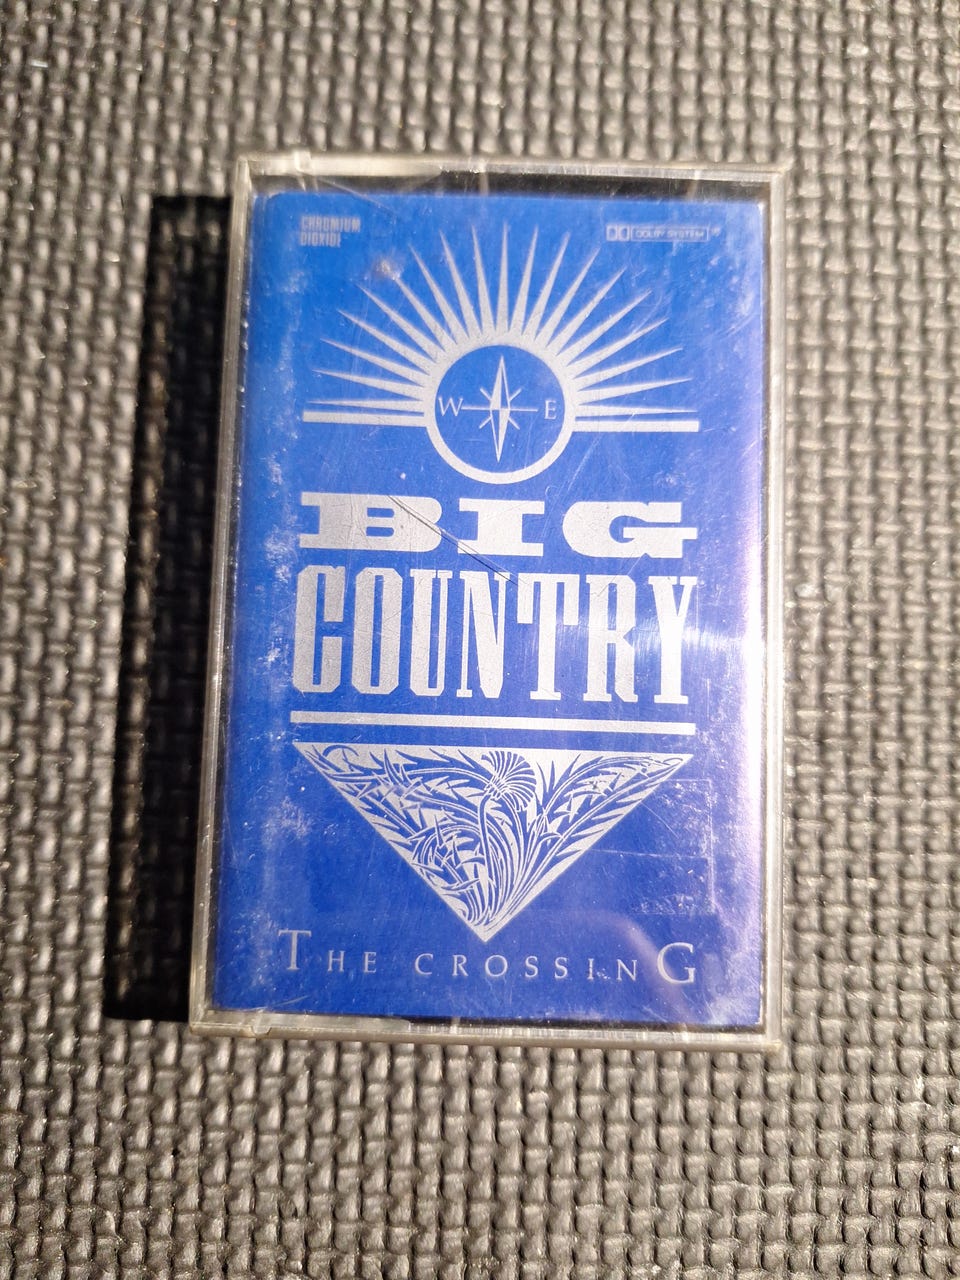 CHROMIUM
DIOXIDE
DOLBY SYSTEM
W E
BIG
COUNTRY
THE CROSSING